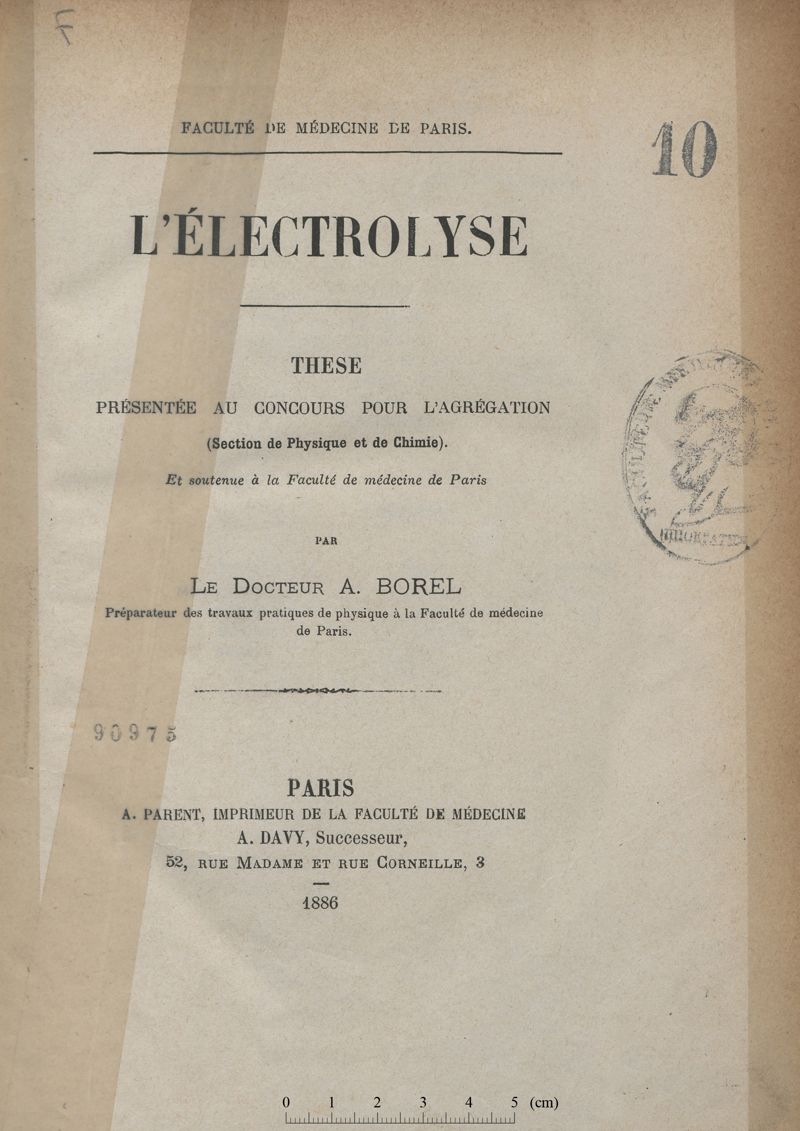 FACULTÉ DE MÉDECINE DE PARIS.
10
L'ÉLECTROLYSE
THESE
PRÉSENTÉE AU CONCOURS POUR L'AGRÉGATION
(Section de Physique et de Chimie).
Et soutenue à la Faculté de médecine de Paris
PAR
LE DOCTEUR A. BOREL
Préparateur des travaux pratiques de physique à la Faculté de médecine
de Paris.
90975
PARIS
A. PARENT, IMPRIMEUR DE LA FACULTÉ DE MÉDECINE
A. DAVY, Successeur,
52, RUE MADAME ET RUE CORNEILLE, 3
1886
0 1 2 3 4 5 (cm)